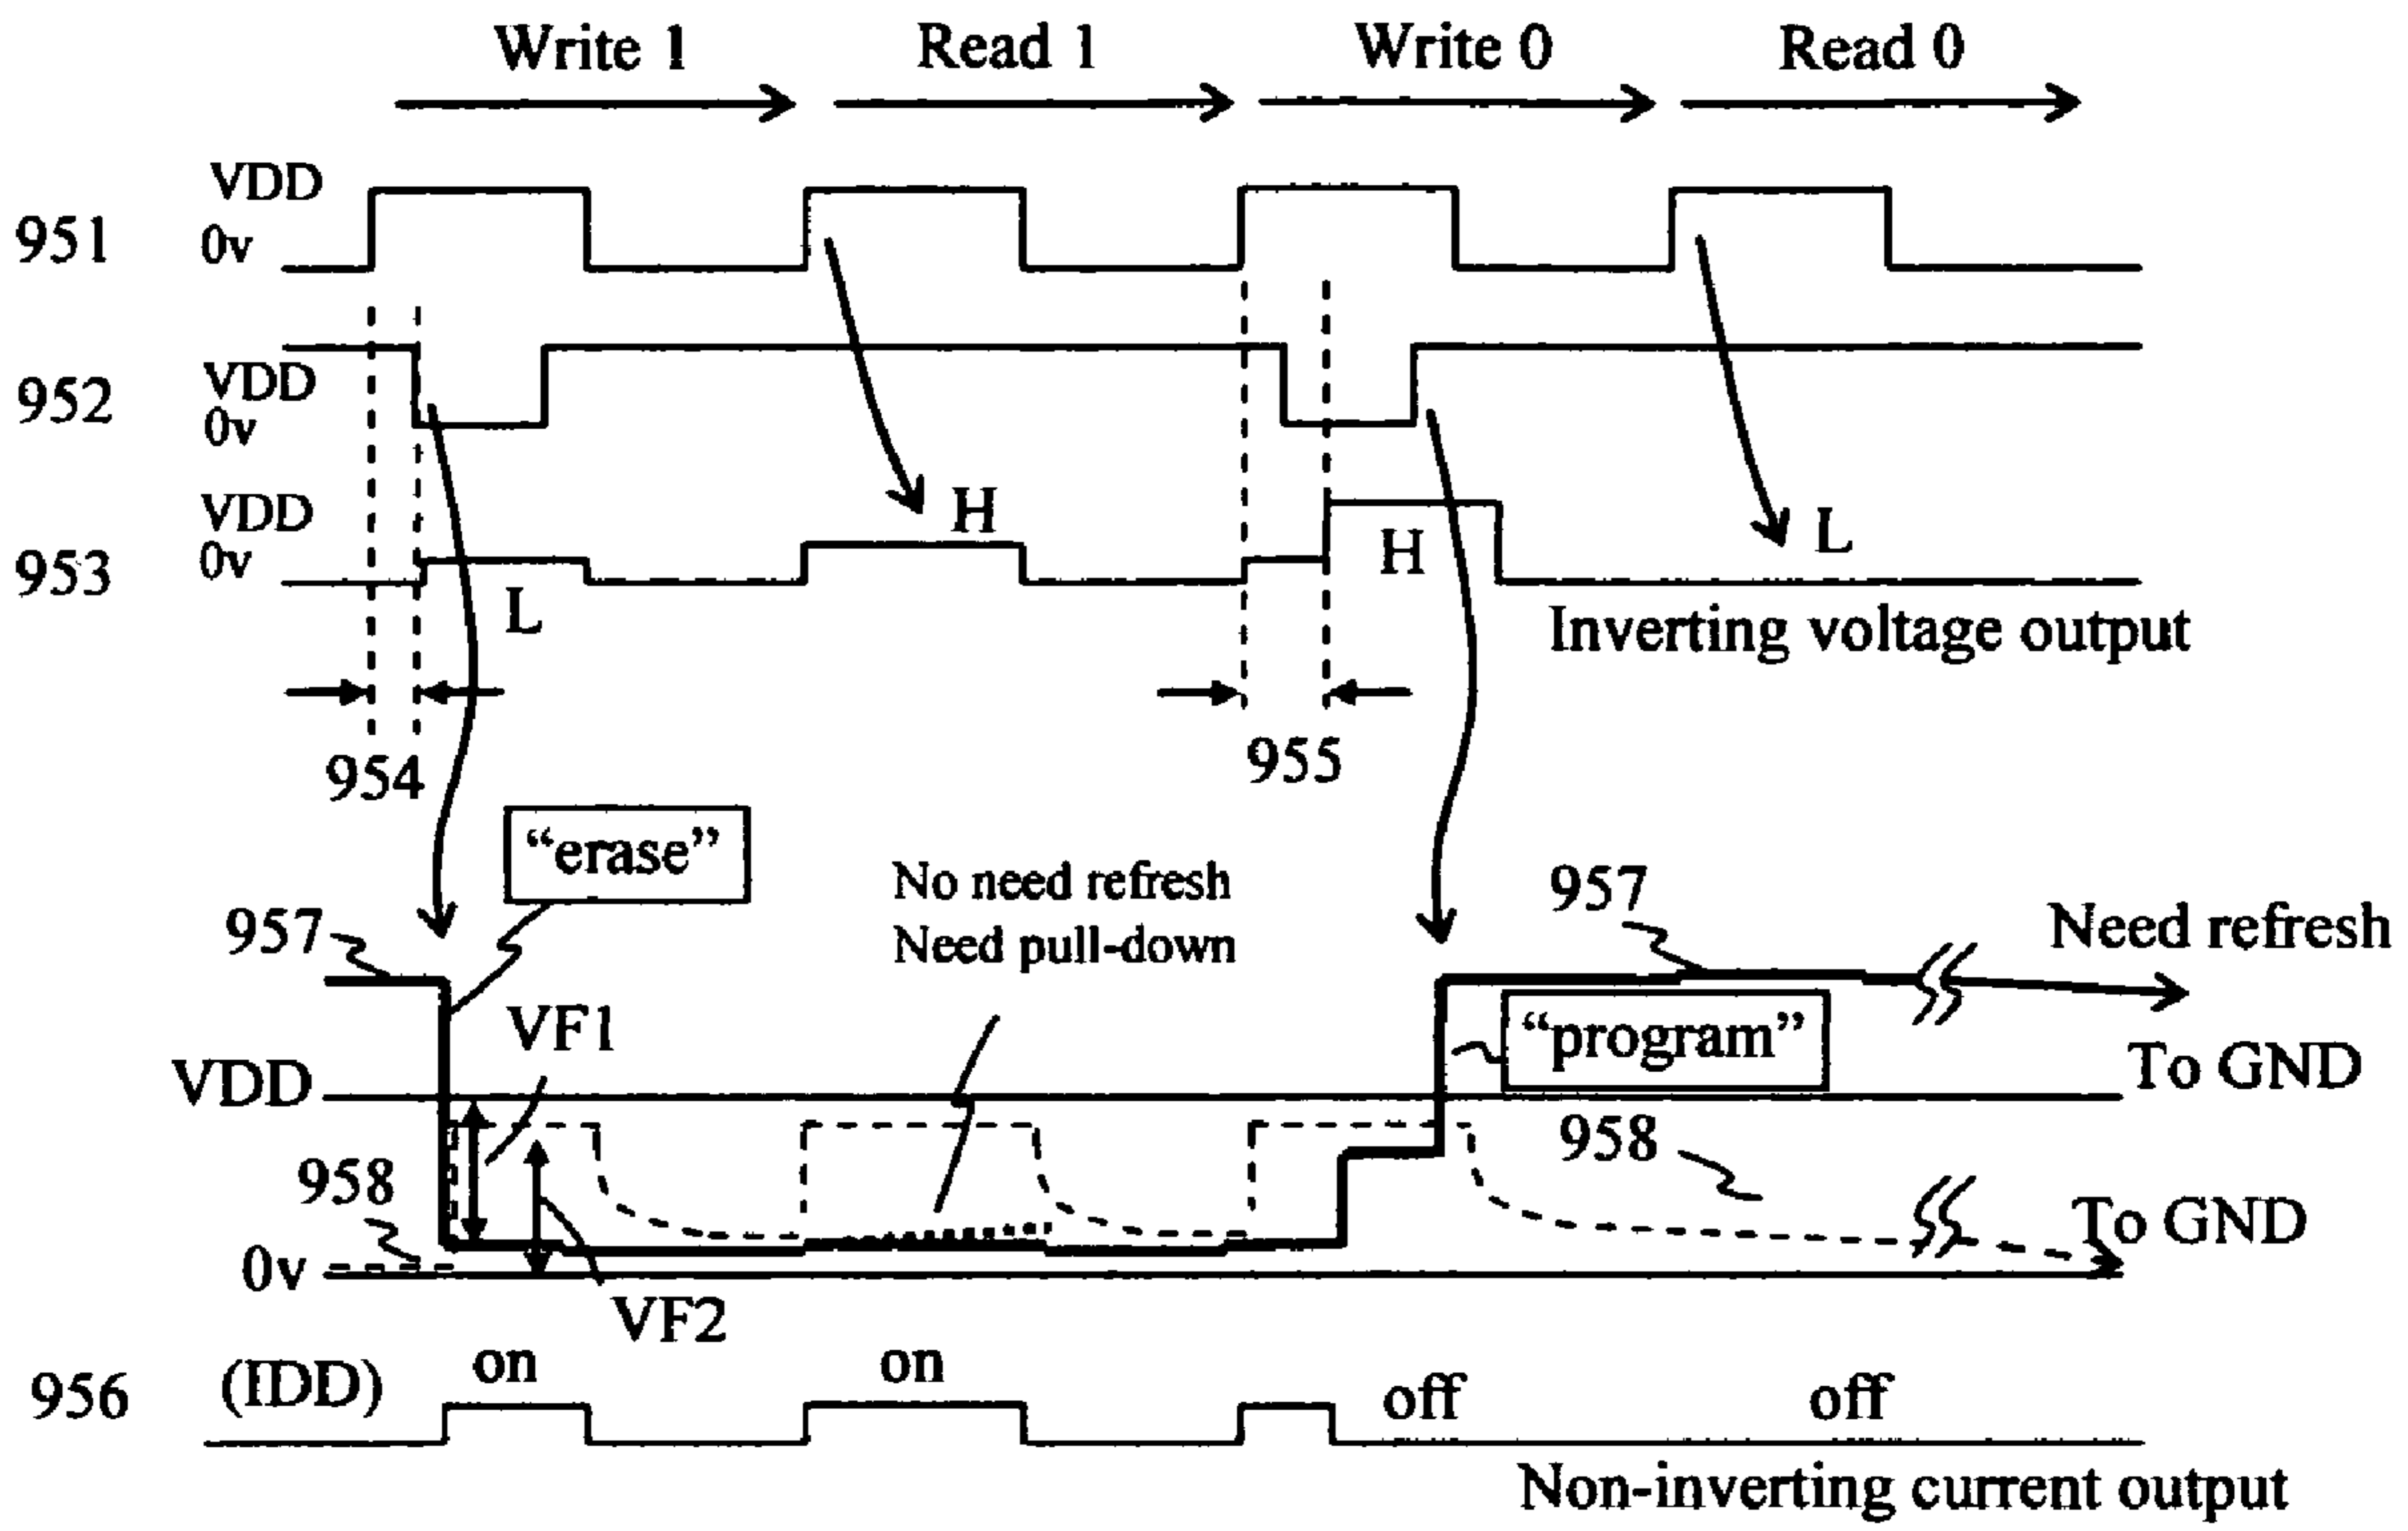 Write 1
Read 1
Write 0
Read 0
VDD
951
0v
952
VDD
0v
VDD
953
0v
H
H
L
L
Inverting voltage output
954
955
"erase"
No need refresh
Need pull-down
957
957
Need refresh
VF1
"program"
VDD
To GND
958
958
To GND
0v
VF2
956
(IDD)
on
on
off
off
Non-inverting current output